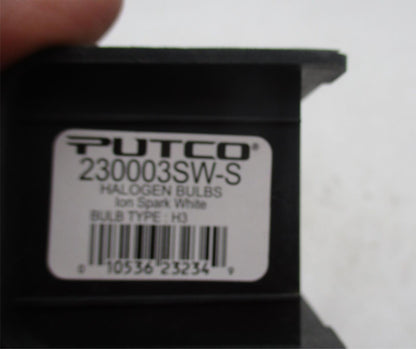 PUTCO®
230003SW-S
HALOGEN BULBS
Ion Spark White
BULB TYPE : H3
0 10536 23234 9